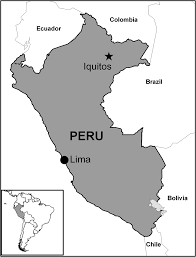 Colombia
Ecuador
Iquitos
Brazil
PERU
Lima
Bolivia
Chile